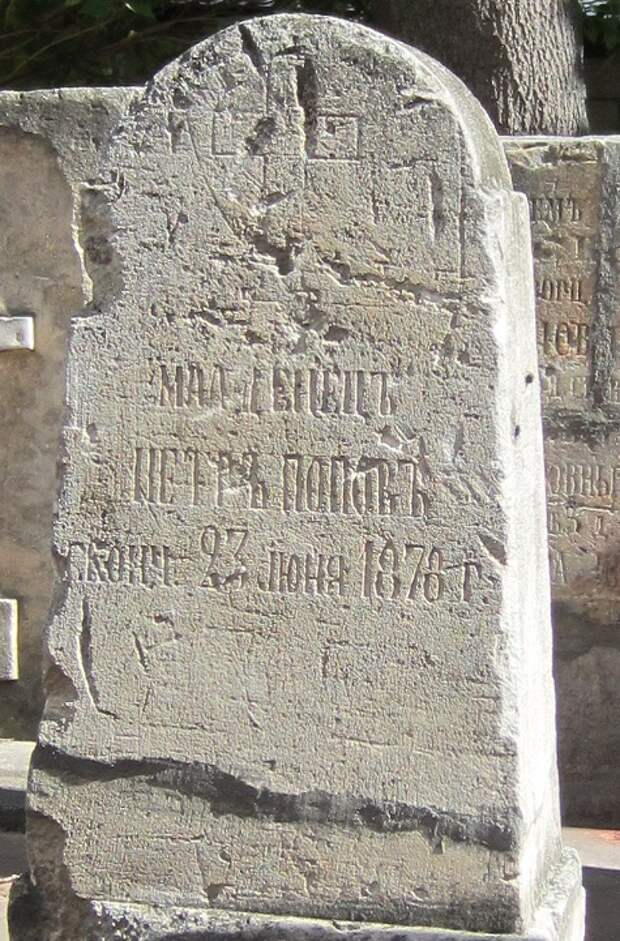 МЛАДЕНЕЦЪ
ПЕТРЪ ПОПОВЪ
СКОНЧ. 23 ІЮНЯ 1878 Г.